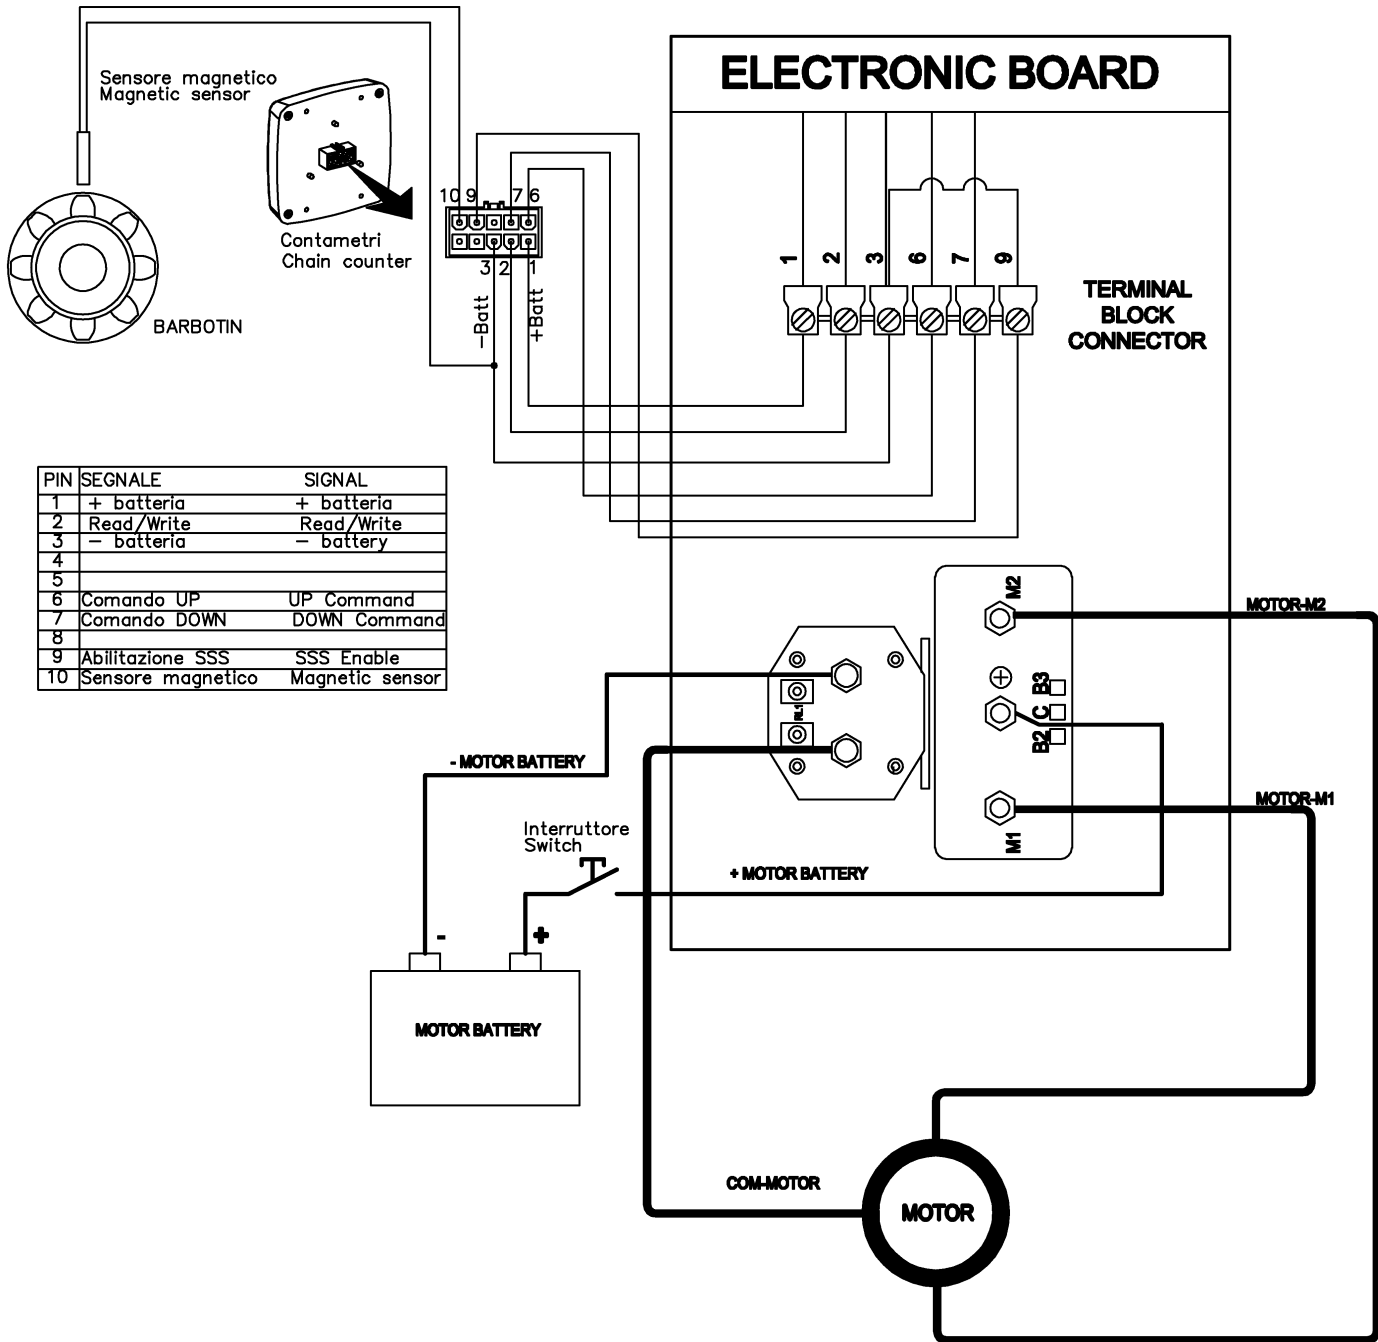 ELECTRONIC BOARD
Sensore magnetico
Magnetic sensor
10 9 7 6
Contametri
Chain counter
3 2 1
-Batt
+Batt
BARBOTIN
1 2 3 6 7 9
TERMINAL
BLOCK
CONNECTOR
PIN SEGNALE SIGNAL
1 + batteria + batteria
2 Read/Write Read/Write
3 - batteria - battery
4
5
6 Comando UP UP Command
7 Comando DOWN DOWN Command
8
9 Abilitazione SSS SSS Enable
10 Sensore magnetico Magnetic sensor
M2
MOTOR-M2
RL1
B3
C
B2
- MOTOR BATTERY
MOTOR-M1
M1
Interruttore
Switch
+ MOTOR BATTERY
- +
MOTOR BATTERY
COM-MOTOR
MOTOR